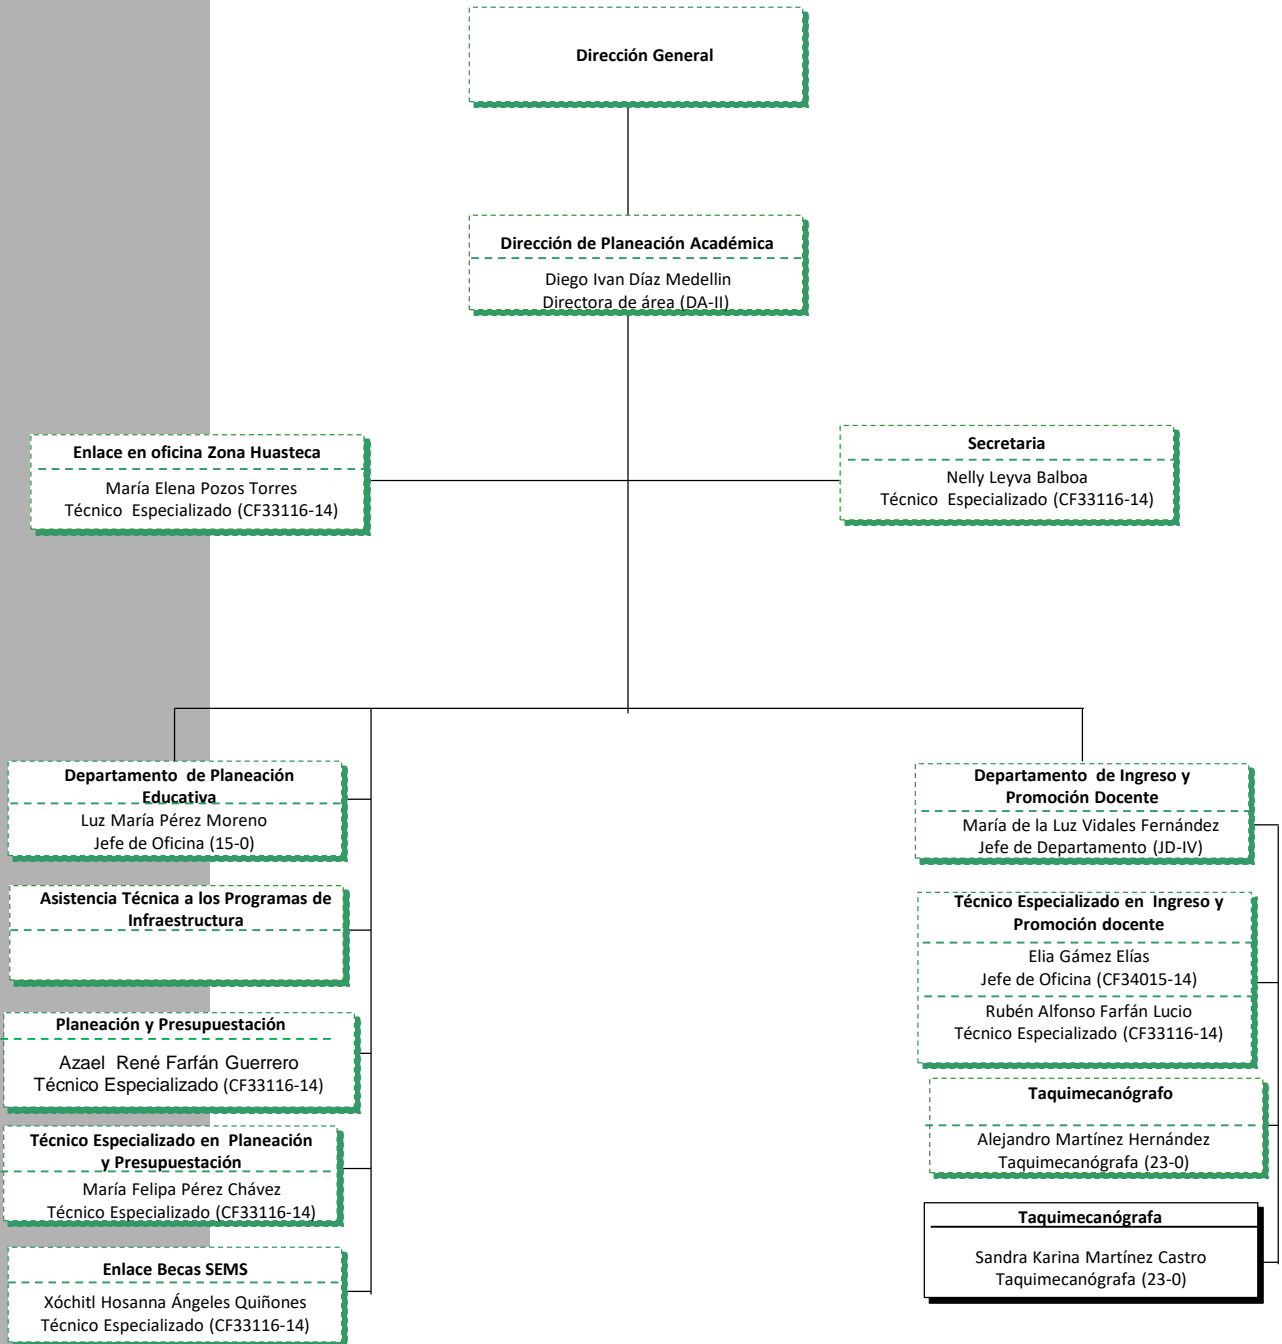 Dirección General
Dirección de Planeación Académica
Diego Ivan Díaz Medellin
Directora de área (DA-II)
Enlace en oficina Zona Huasteca
María Elena Pozos Torres
Técnico Especializado (CF33116-14)
Secretaria
Nelly Leyva Balboa
Técnico Especializado (CF33116-14)
Departamento de Planeación
Educativa
Luz María Pérez Moreno
Jefe de Oficina (15-0)
Asistencia Técnica a los Programas de
Infraestructura
Planeación y Presupuestación
Azael René Farfán Guerrero
Técnico Especializado (CF33116-14)
Técnico Especializado en Planeación
y Presupuestación
María Felipa Pérez Chávez
Técnico Especializado (CF33116-14)
Enlace Becas SEMS
Xóchitl Hosanna Ángeles Quiñones
Técnico Especializado (CF33116-14)
Departamento de Ingreso y
Promoción Docente
María de la Luz Vidales Fernández
Jefe de Departamento (JD-IV)
Técnico Especializado en Ingreso y
Promoción docente
Elia Gámez Elías
Jefe de Oficina (CF34015-14)
Rubén Alfonso Farfán Lucio
Técnico Especializado (CF33116-14)
Taquimecanógrafo
Alejandro Martínez Hernández
Taquimecanógrafa (23-0)
Taquimecanógrafa
Sandra Karina Martínez Castro
Taquimecanógrafa (23-0)